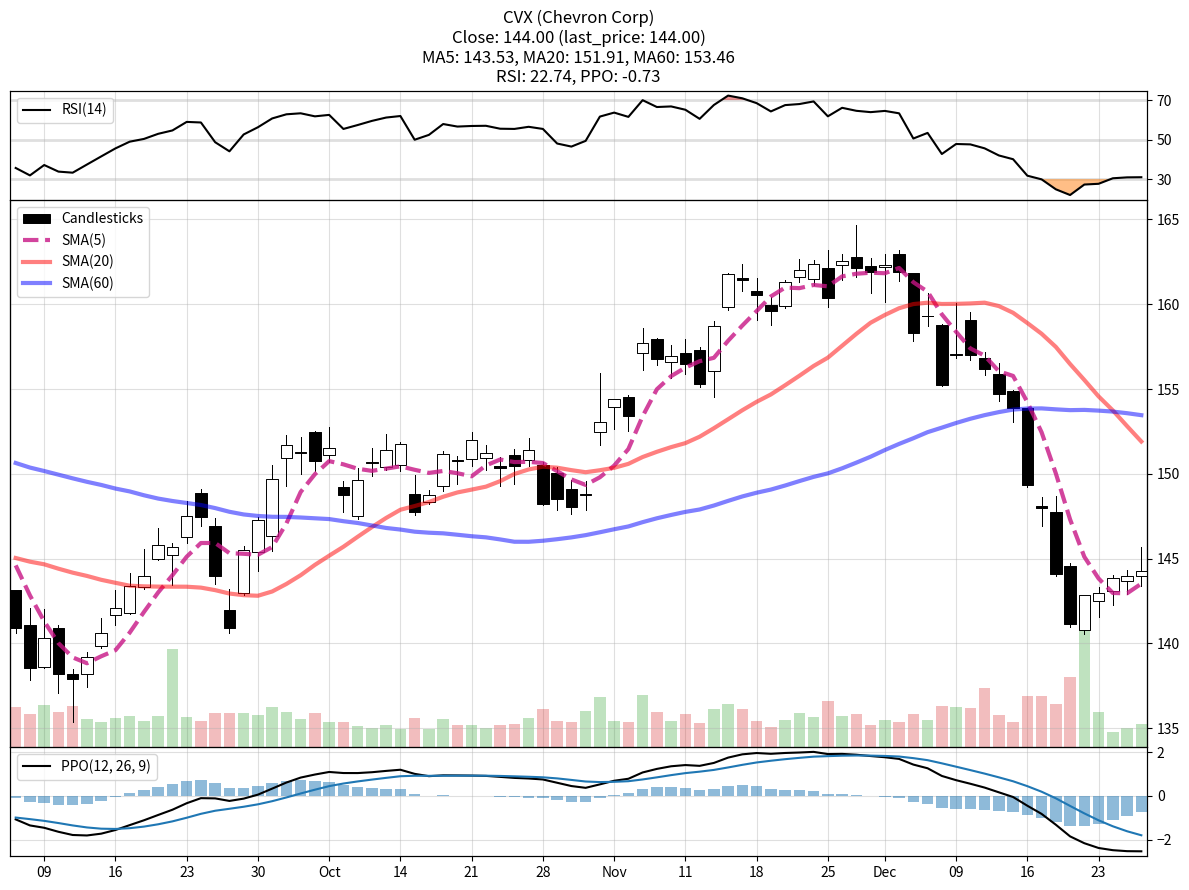 CVX (Chevron Corp)
Close: 144.00 (last_price: 144.00)
MA5: 143.53, MA20: 151.91, MA60: 153.46
RSI: 22.74, PPO: -0.73
RSI(14)
70
50
30
Candlesticks
SMA(5)
SMA(20)
SMA(60)
165
160
155
150
145
140
135
PPO(12, 26, 9)
2
0
−2
09 16 23 30 Oct 14 21 28 Nov 11 18 25 Dec 09 16 23